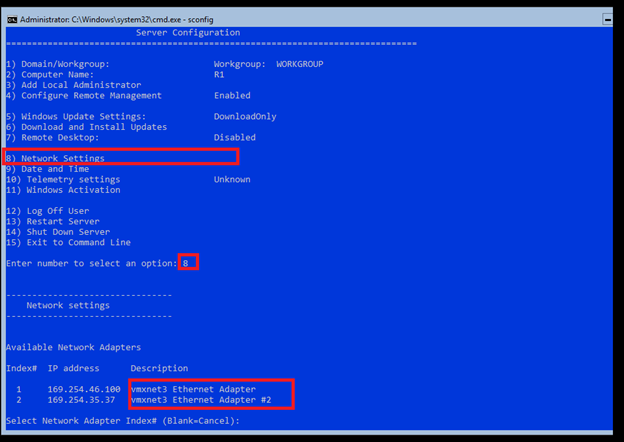 Administrator: C:\Windows\system32\cmd.exe - sconfig
Server Configuration
===============================================================================
1) Domain/Workgroup: Workgroup: WORKGROUP
2) Computer Name: R1
3) Add Local Administrator
4) Configure Remote Management Enabled
5) Windows Update Settings: DownloadOnly
6) Download and Install Updates
7) Remote Desktop: Disabled
8) Network Settings
9) Date and Time
10) Telemetry settings Unknown
11) Windows Activation
12) Log Off User
13) Restart Server
14) Shut Down Server
15) Exit to Command Line
Enter number to select an option: 8
--------------------------------
Network settings
--------------------------------
Available Network Adapters
Index# IP address Description
1 169.254.46.100 vmxnet3 Ethernet Adapter
2 169.254.35.37 vmxnet3 Ethernet Adapter #2
Select Network Adapter Index# (Blank=Cancel):